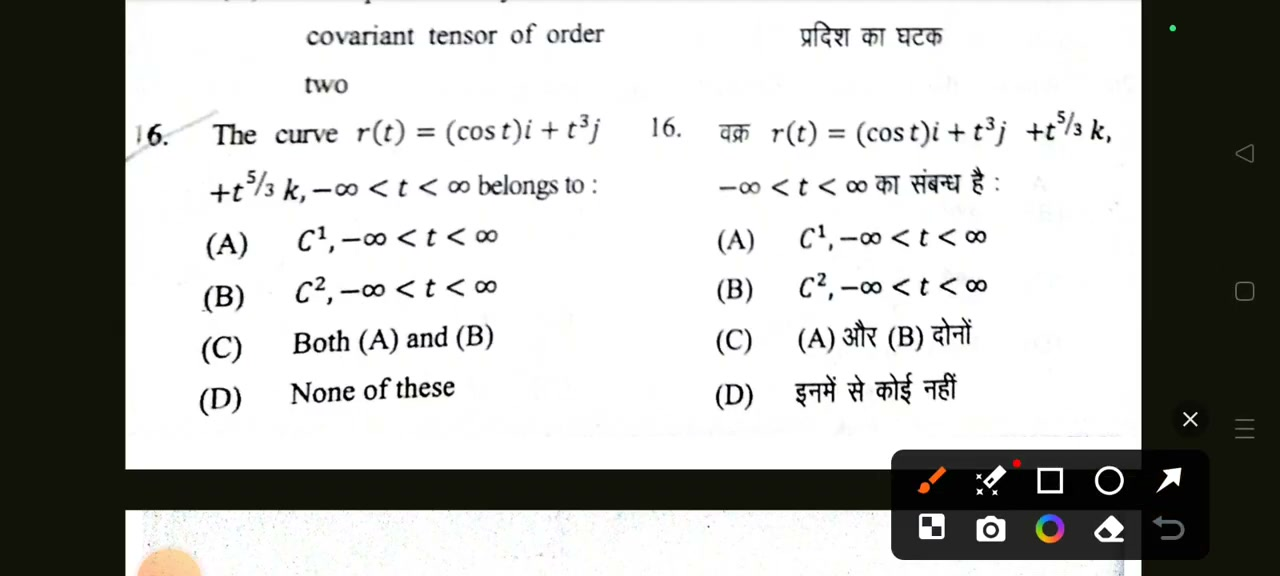 covariant tensor of order
two
16. The curve r(t) = (cos t)i + t³j
+t^5/3 k, −∞ < t < ∞ belongs to :
(A) C¹, −∞ < t < ∞
(B) C², −∞ < t < ∞
(C) Both (A) and (B)
(D) None of these
प्रदिश का घटक
16. वक्र r(t) = (cos t)i + t³j +t^5/3 k,
−∞ < t < ∞ का संबन्ध है :
(A) C¹, −∞ < t < ∞
(B) C², −∞ < t < ∞
(C) (A) और (B) दोनों
(D) इनमें से कोई नहीं